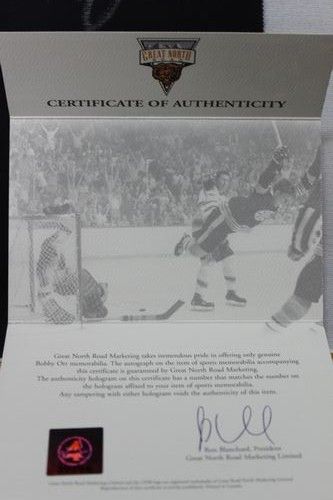 GREAT NORTH
CERTIFICATE OF AUTHENTICITY
Great North Road Marketing takes tremendous pride in offering only genuine
Bobby Orr memorabilia. The autograph on the item of sports memorabilia accompanying
this certificate is guaranteed by Great North Road Marketing.
The authenticity hologram on this certificate has a number that matches the number on
the hologram affixed to your item of sports memorabilia.
Any tampering with either hologram voids the authenticity of this item.
Ron Blanchard, President
Great North Road Marketing Limited